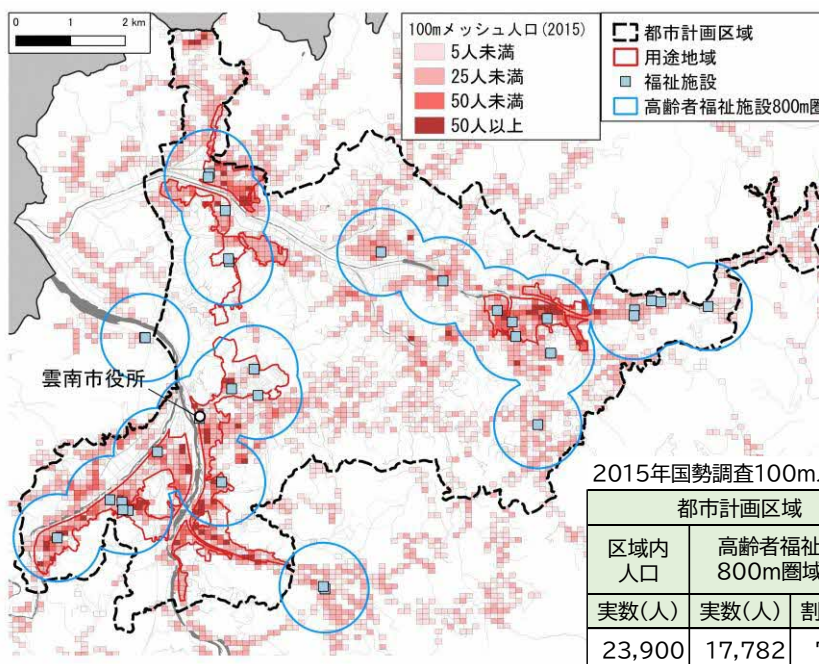 0 1 2 km
100mメッシュ人口(2015)
5人未満
25人未満
50人未満
50人以上
都市計画区域
用途地域
福祉施設
高齢者福祉施設800m圏
雲南市役所
2015年国勢調査100m
都市計画区域
区域内
人口
高齢者福祉
800m圏域
実数(人) 実数(人) 割
23,900 17,782